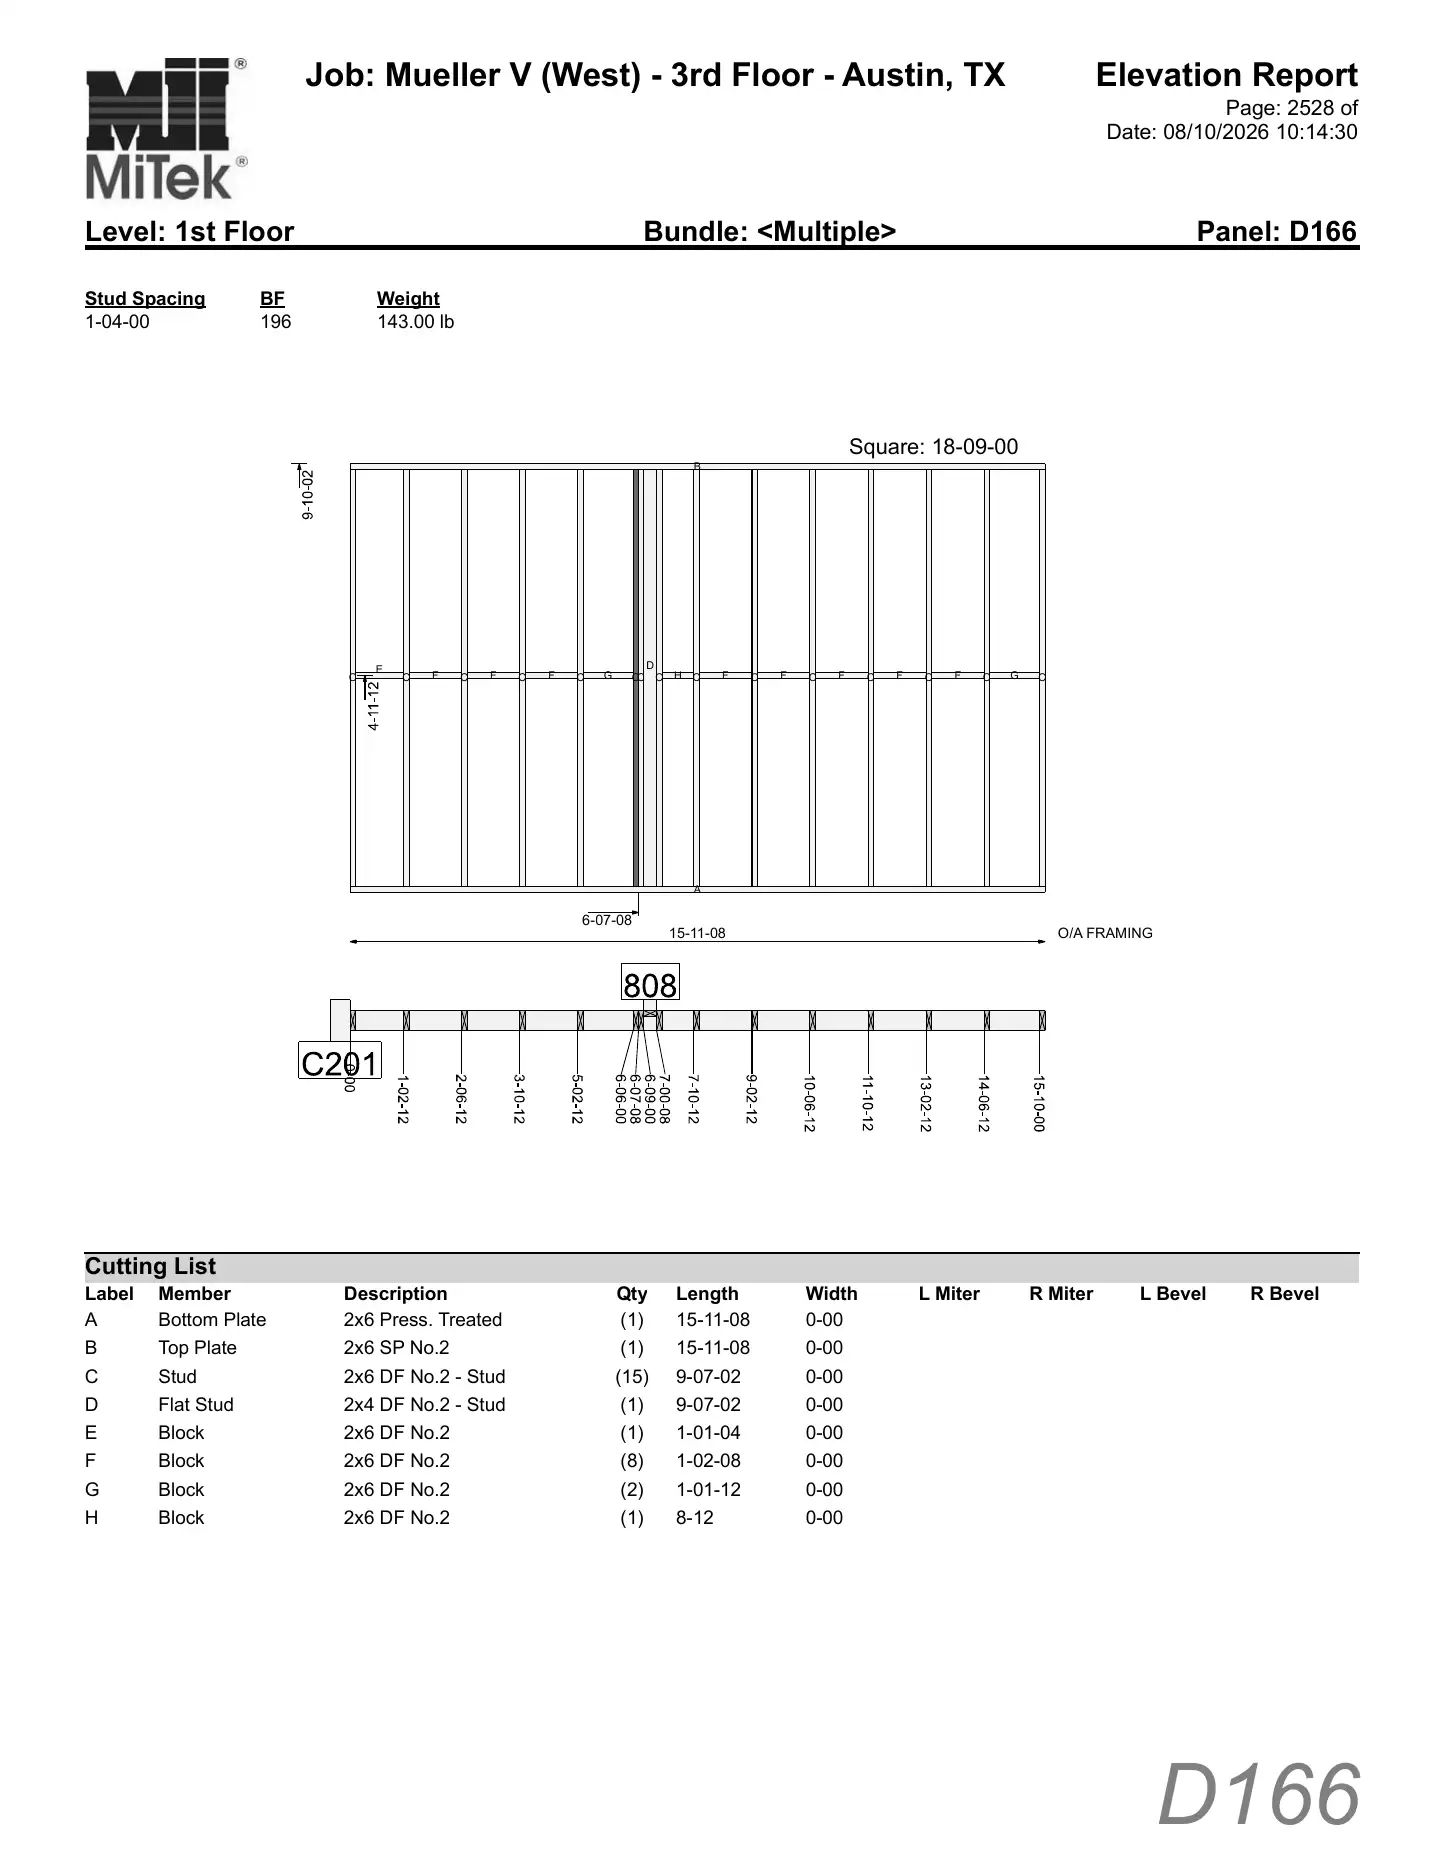 Job: Mueller V (West) - 3rd Floor - Austin, TX
Elevation Report
Page: 2528 of
Date: 08/10/2026 10:14:30
MiTek®
Level: 1st Floor Bundle: <Multiple> Panel: D166
Stud Spacing BF Weight
1-04-00 196 143.00 lb
Square: 18-09-00
B
9-10-02
D
G H G
4-11-12
A
6-07-08
15-11-08 O/A FRAMING
808
C201
1-02-12 2-06-12 3-10-12 5-02-12 6-06-00 6-07-08 6-09-00 7-00-08 7-10-12 9-02-12 10-06-12 11-10-12 13-02-12 14-06-12 15-10-00
Cutting List
Label Member Description Qty Length Width L Miter R Miter L Bevel R Bevel
A Bottom Plate 2x6 Press. Treated (1) 15-11-08 0-00
B Top Plate 2x6 SP No.2 (1) 15-11-08 0-00
C Stud 2x6 DF No.2 - Stud (15) 9-07-02 0-00
D Flat Stud 2x4 DF No.2 - Stud (1) 9-07-02 0-00
E Block 2x6 DF No.2 (1) 1-01-04 0-00
F Block 2x6 DF No.2 (8) 1-02-08 0-00
G Block 2x6 DF No.2 (2) 1-01-12 0-00
H Block 2x6 DF No.2 (1) 8-12 0-00
D166